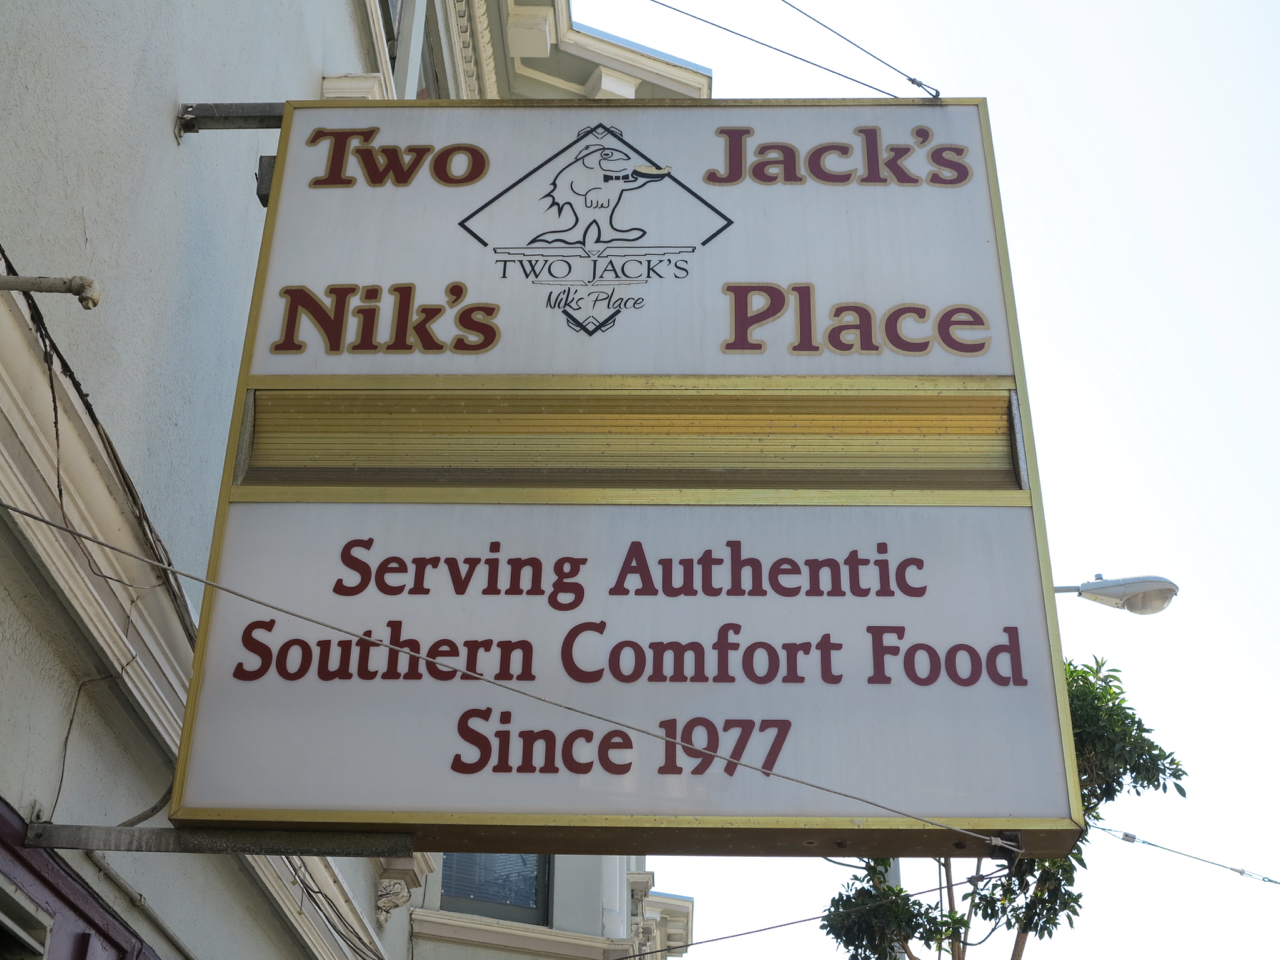 Two Jack's
TWO JACK'S
Nik's Place
Nik's Place
Serving Authentic
Southern Comfort Food
Since 1977